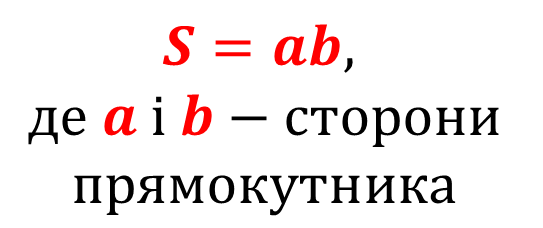 S = ab,
де a і b − сторони
прямокутника